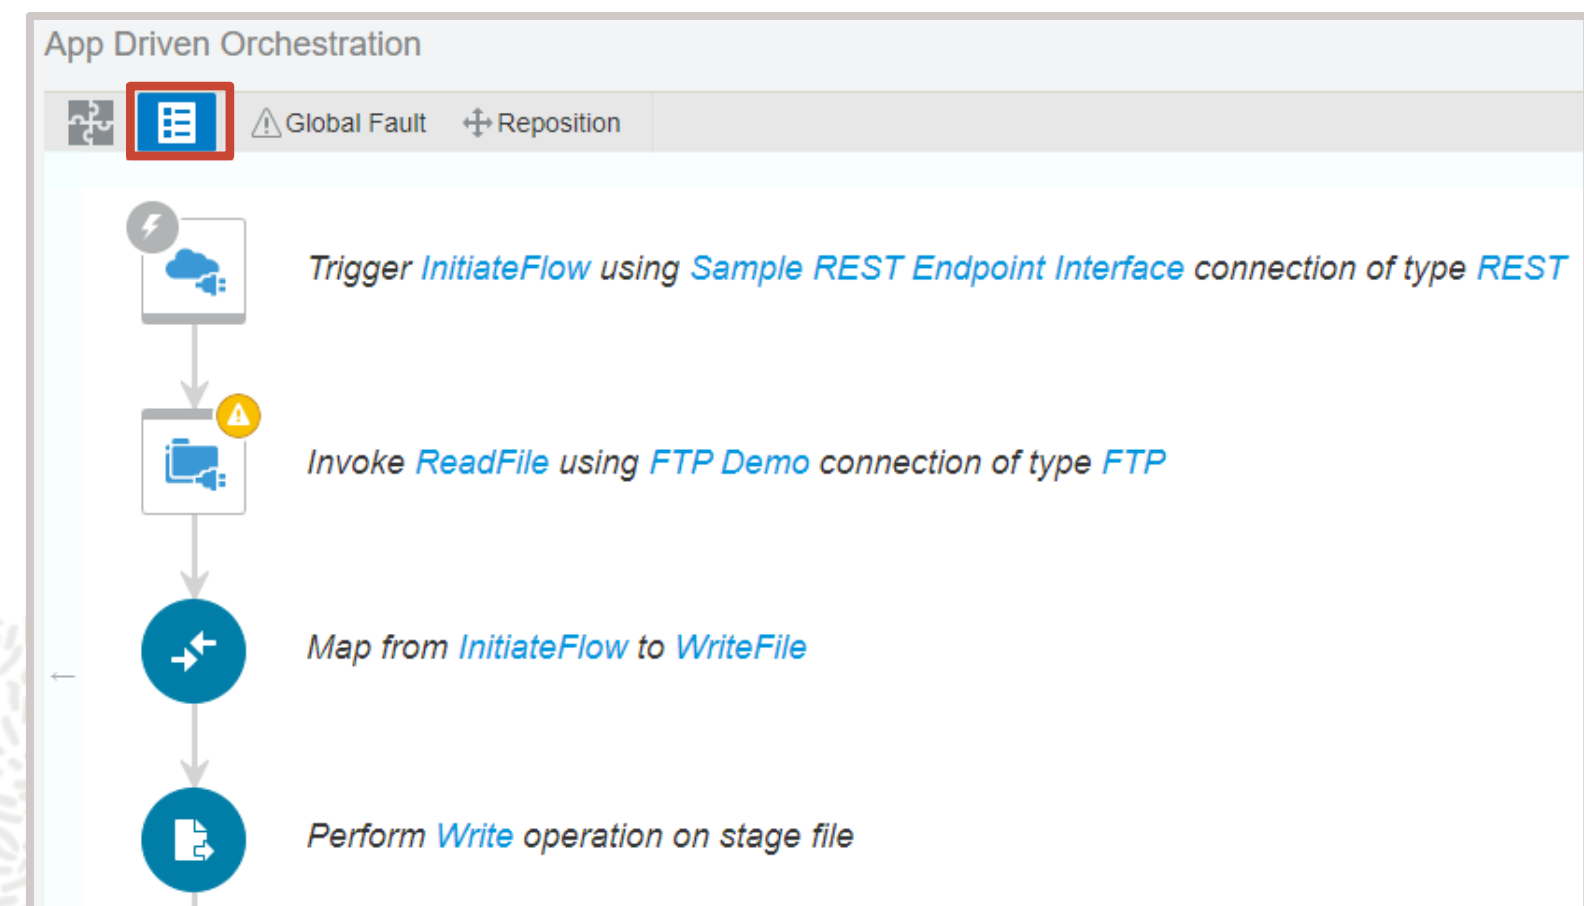 App Driven Orchestration
Global Fault Reposition
Trigger InitiateFlow using Sample REST Endpoint Interface connection of type REST
Invoke ReadFile using FTP Demo connection of type FTP
Map from InitiateFlow to WriteFile
Perform Write operation on stage file